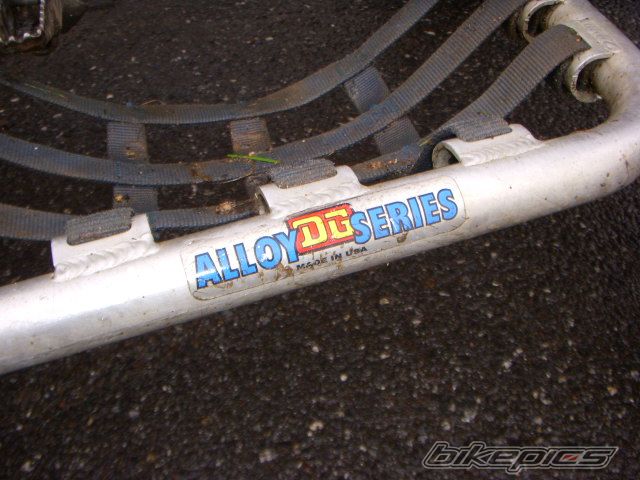 ALLOY DG SERIES
MADE IN USA
bikepics